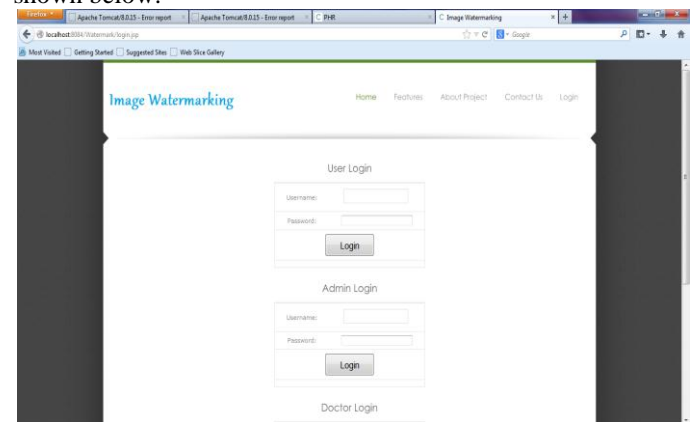 shown below:
Firefox
Apache Tomcat/8.0.15 - Error report
Apache Tomcat/8.0.15 - Error report
PHR
Image Watermarking
localhost:8084/Watermark/login.jsp
Google
Most Visited Getting Started Suggested Sites Web Slice Gallery
Image Watermarking
Home Features About Project Contact Us Login
User Login
Username:
Password:
Login
Admin Login
Username:
Password:
Login
Doctor Login